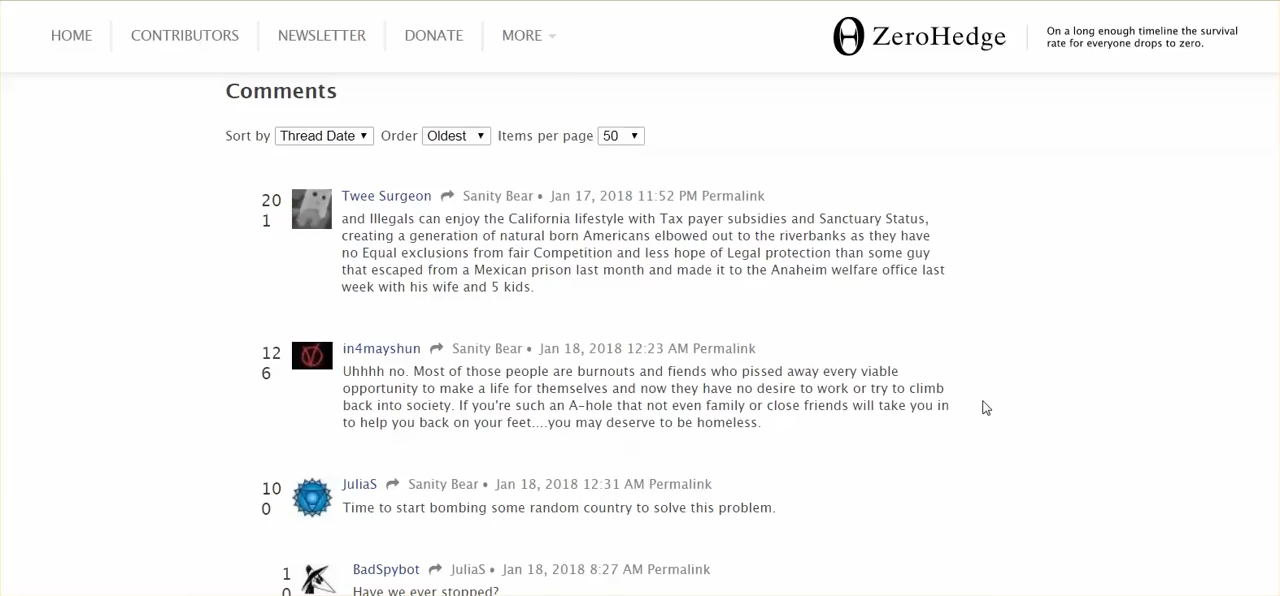 HOME CONTRIBUTORS NEWSLETTER DONATE MORE
ZeroHedge
On a long enough timeline the survival
rate for everyone drops to zero.
Comments
Sort by Thread Date Order Oldest Items per page 50
20
1
Twee Surgeon Sanity Bear • Jan 17, 2018 11:52 PM Permalink
and Illegals can enjoy the California lifestyle with Tax payer subsidies and Sanctuary Status,
creating a generation of natural born Americans elbowed out to the riverbanks as they have
no Equal exclusions from fair Competition and less hope of Legal protection than some guy
that escaped from a Mexican prison last month and made it to the Anaheim welfare office last
week with his wife and 5 kids.
12
6
in4mayshun Sanity Bear • Jan 18, 2018 12:23 AM Permalink
Uhhhh no. Most of those people are burnouts and fiends who pissed away every viable
opportunity to make a life for themselves and now they have no desire to work or try to climb
back into society. If you're such an A-hole that not even family or close friends will take you in
to help you back on your feet....you may deserve to be homeless.
10
0
JuliaS Sanity Bear • Jan 18, 2018 12:31 AM Permalink
Time to start bombing some random country to solve this problem.
1
0
BadSpybot JuliaS • Jan 18, 2018 8:27 AM Permalink
Have we ever stopped?